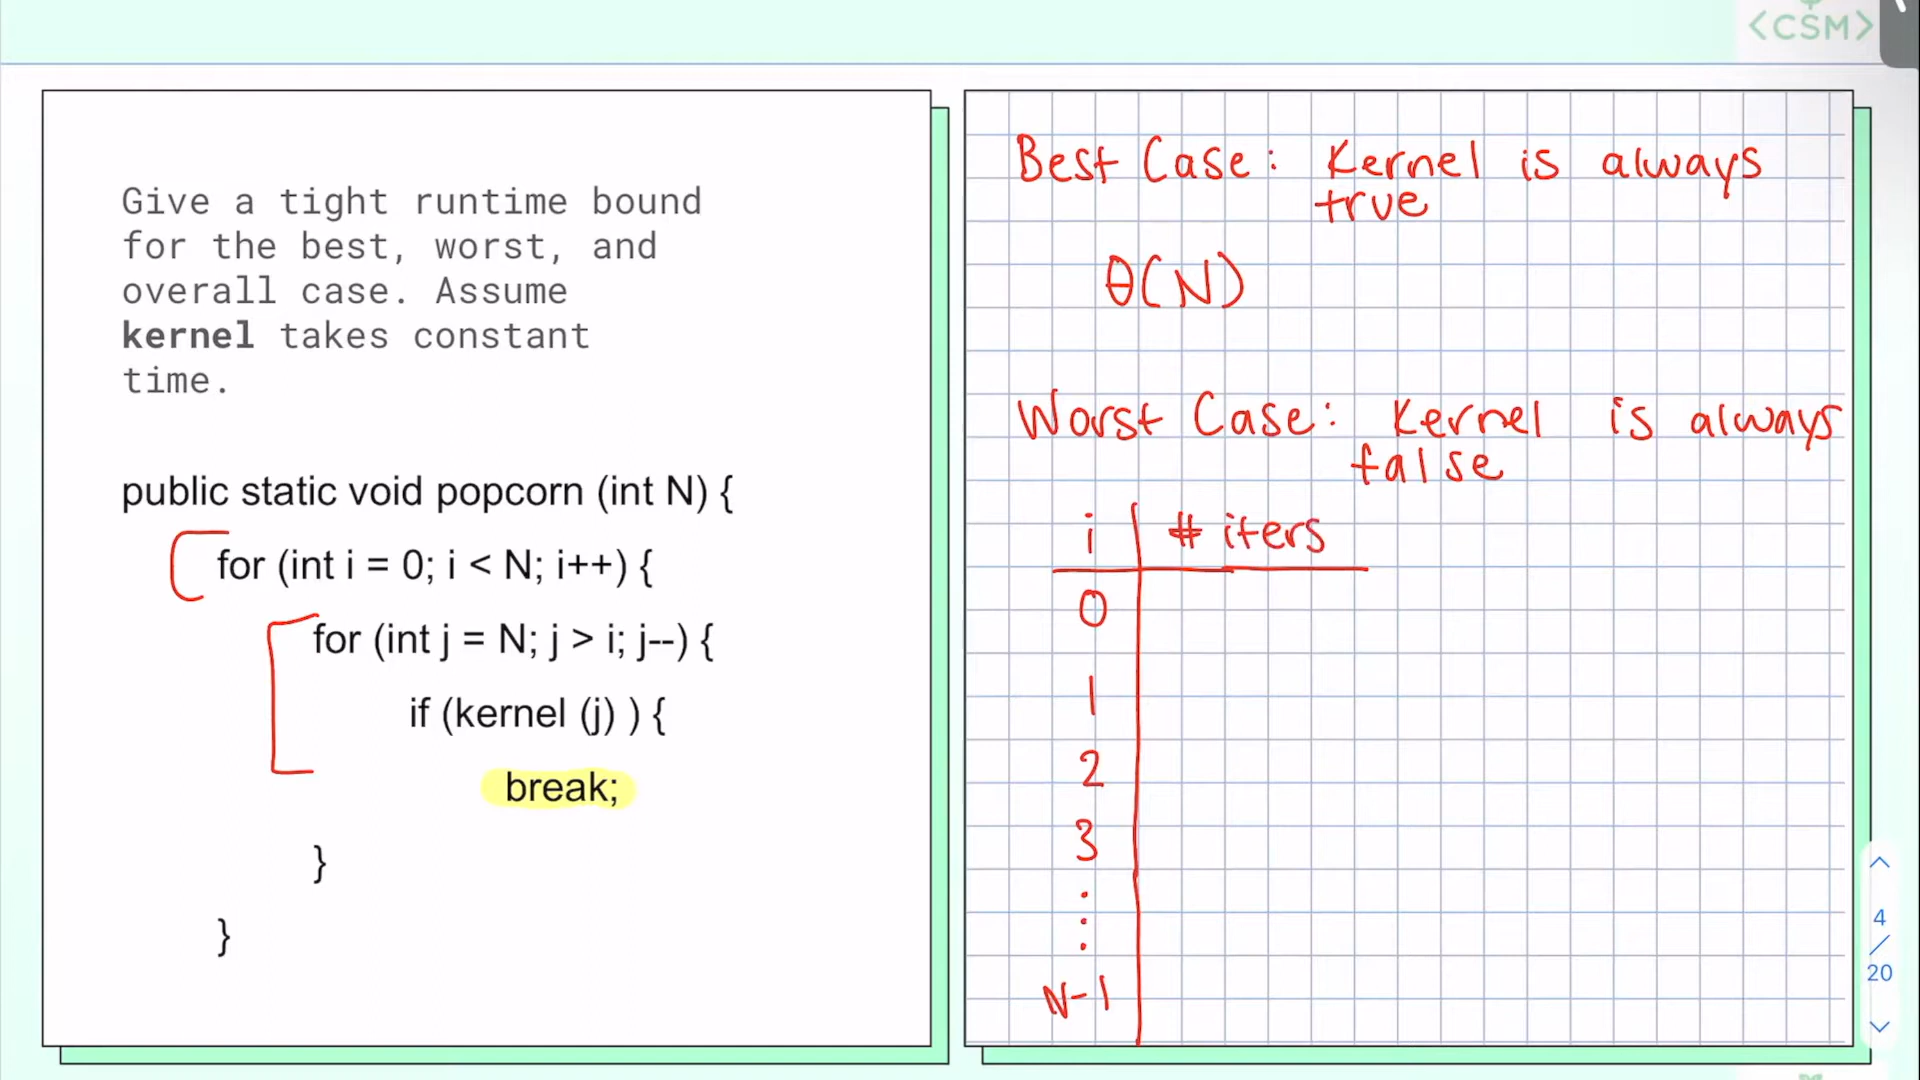 <CSM>
Give a tight runtime bound
for the best, worst, and
overall case. Assume
kernel takes constant
time.
public static void popcorn (int N) {
for (int i = 0; i < N; i++) {
for (int j = N; j > i; j--) {
if (kernel (j) ) {
break;
}
}
Best Case: Kernel is always
true
θ(N)
Worst Case: Kernel is always
false
i # iters
0
1
2
3
⋮
N-1
4
/
20